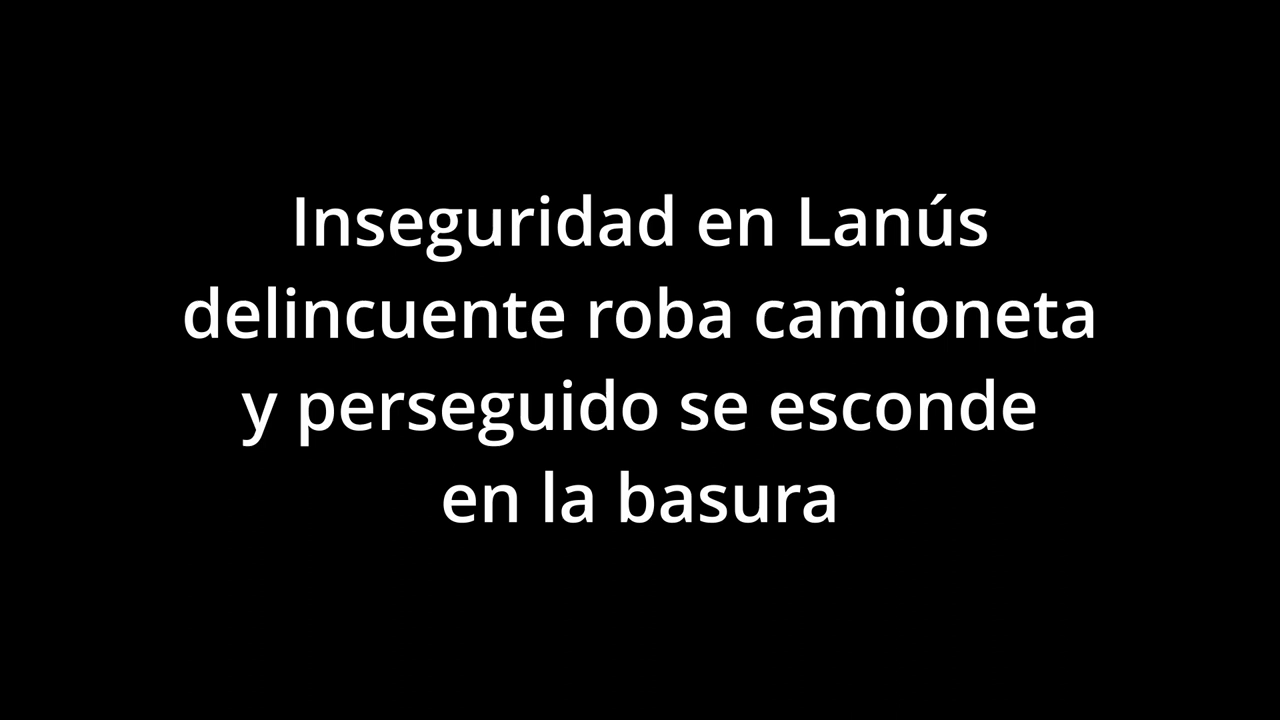 Inseguridad en Lanús
delincuente roba camioneta
y perseguido se esconde
en la basura